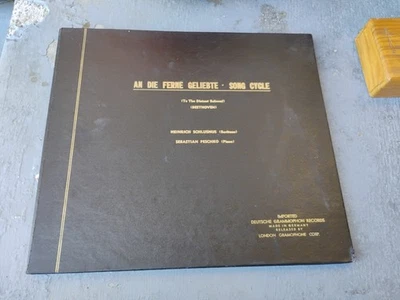 AN DIE FERNE GELIEBTE - SONG CYCLE
(To The Distant Beloved)
(BEETHOVEN)
HEINRICH SCHLUSNUS (Baritone)
SEBASTIAN PESCHKO (Piano)
IMPORTED
DEUTSCHE GRAMMOPHON RECORDS
MADE IN GERMANY
RELEASED BY
LONDON GRAMOPHONE CORP.